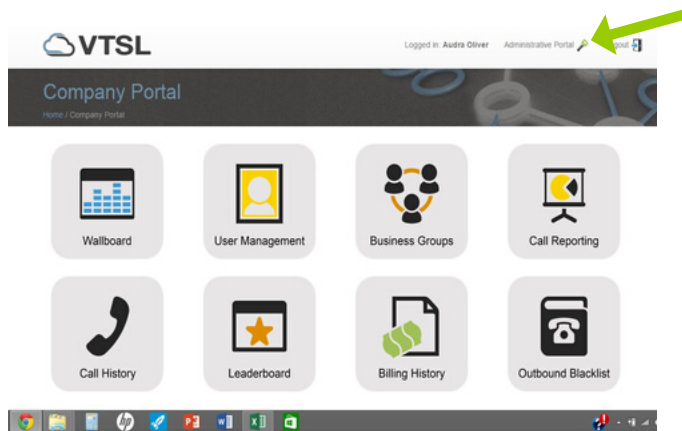 VTSL
Logged in: Audra Oliver Administrative Portal
Company Portal
Home / Company Portal
Wallboard
User Management
Business Groups
Call Reporting
Call History
Leaderboard
Billing History
Outbound Blacklist